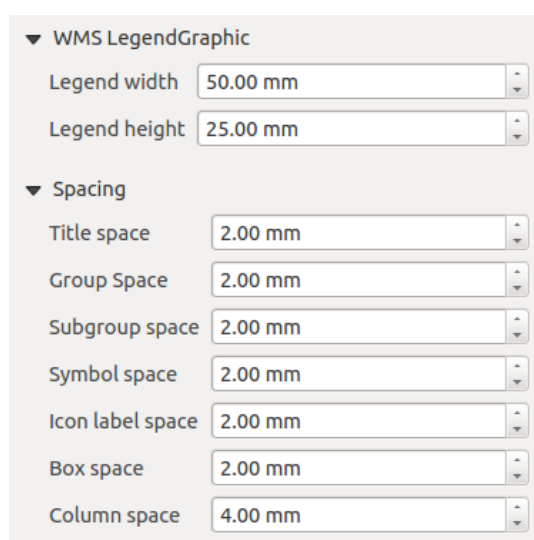 WMS LegendGraphic
Legend width 50.00 mm
Legend height 25.00 mm
Spacing
Title space 2.00 mm
Group Space 2.00 mm
Subgroup space 2.00 mm
Symbol space 2.00 mm
Icon label space 2.00 mm
Box space 2.00 mm
Column space 4.00 mm